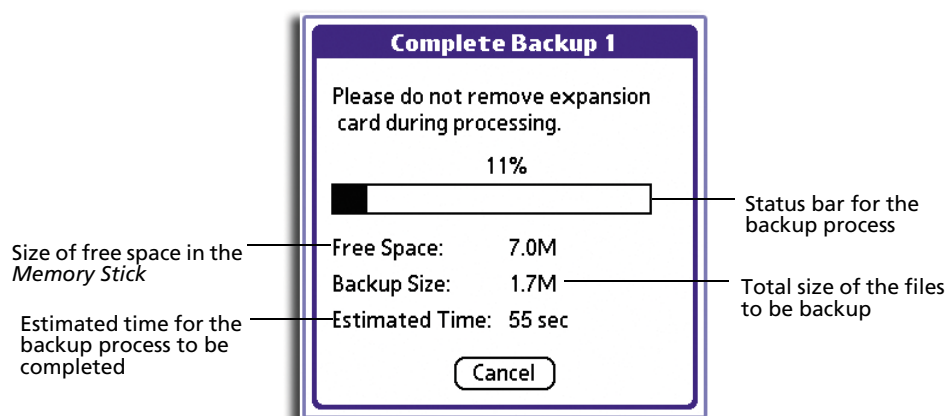 Complete Backup 1
Please do not remove expansion
card during processing.
11%
Status bar for the
backup process
Size of free space in the
Memory Stick
Free Space: 7.0M
Backup Size: 1.7M
Total size of the files
to be backup
Estimated time for the
backup process to be
completed
Estimated Time: 55 sec
Cancel